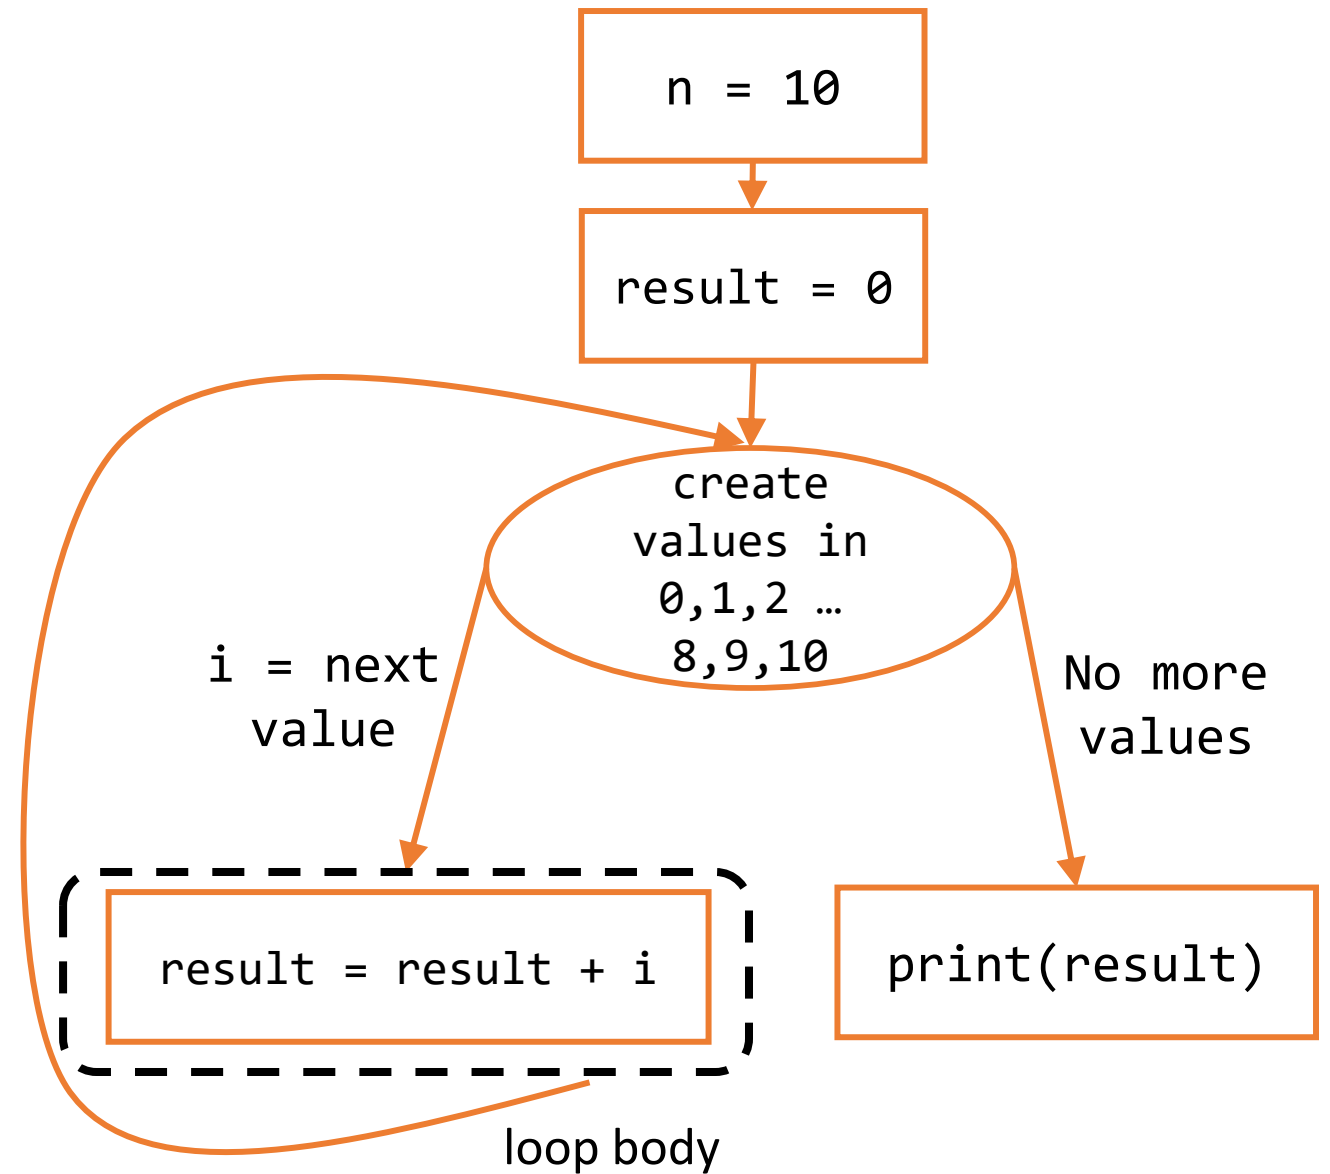 n = 10
result = 0
create
values in
0,1,2 …
8,9,10
i = next
value
No more
values
result = result + i
print(result)
loop body